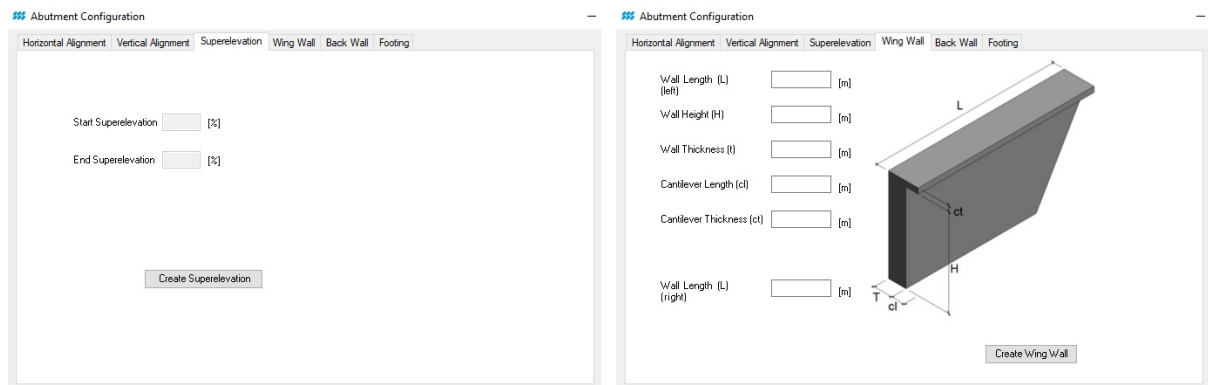 Abutment Configuration
Horizontal Alignment Vertical Alignment Superelevation Wing Wall Back Wall Footing
Start Superelevation [%]
End Superelevation [%]
Create Superelevation
Abutment Configuration
Horizontal Alignment Vertical Alignment Superelevation Wing Wall Back Wall Footing
Wall Length (L) [m]
(left)
Wall Height (H) [m]
Wall Thickness (t) [m]
Cantilever Length (cl) [m]
Cantilever Thickness (ct) [m]
Wall Length (L) [m]
(right)
L
ct
H
T
cl
Create Wing Wall